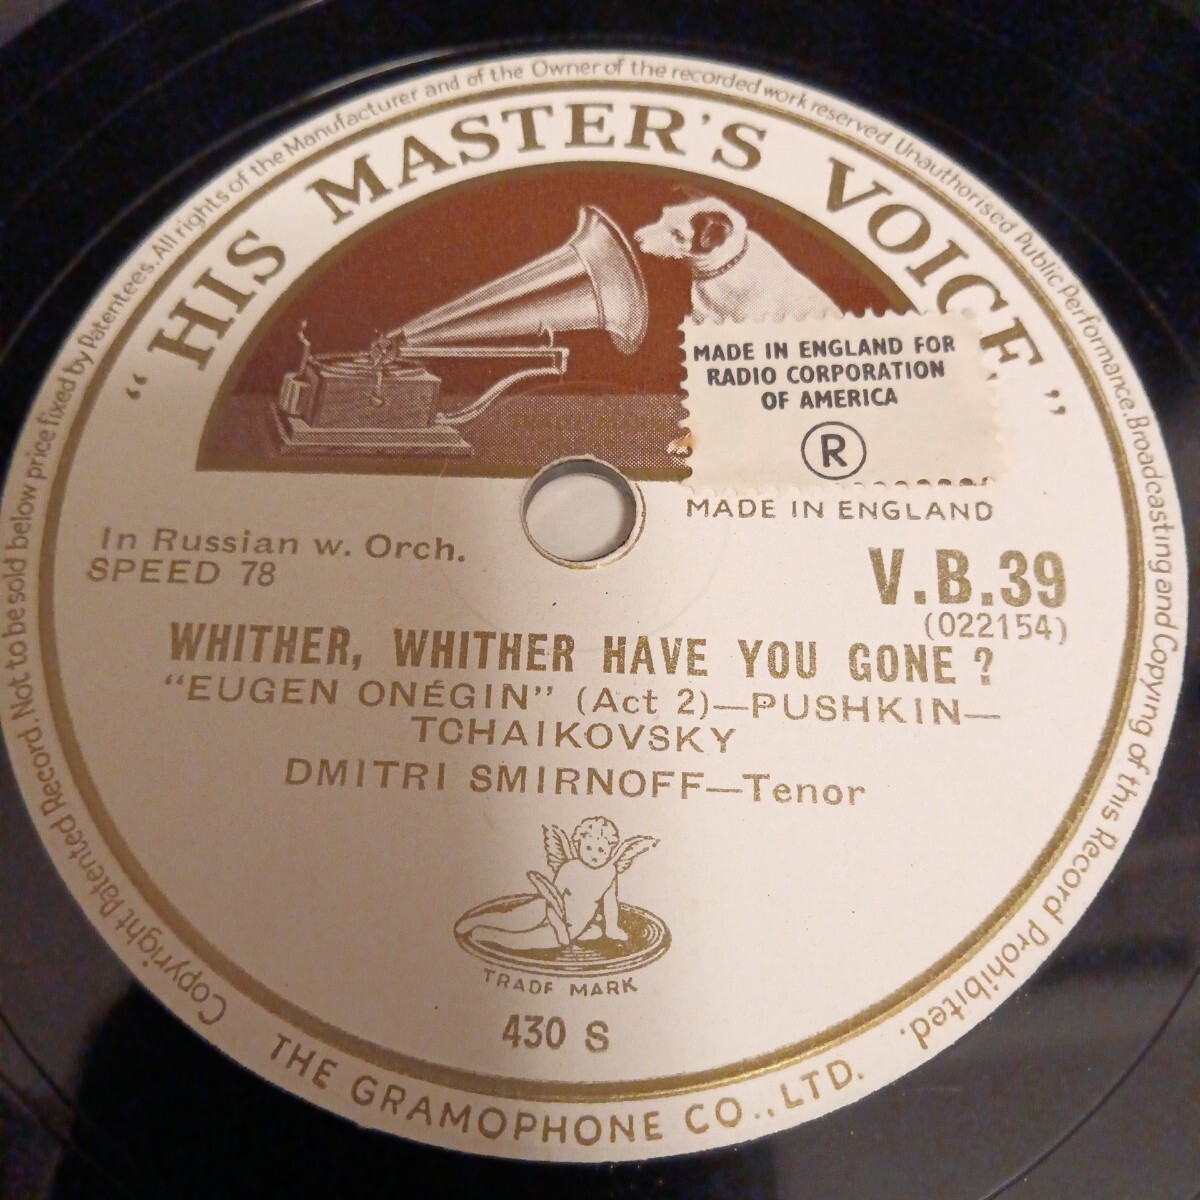 Copyright Patented Record. Not to be sold below price fixed by Patentees. All rights of the Manufacturer and of the Owner of the recorded work reserved Unauthorised Public Performance. Broadcasting and Copying of this Record Prohibited.
"HIS MASTER'S VOICE"
MADE IN ENGLAND FOR
RADIO CORPORATION
OF AMERICA
R
MADE IN ENGLAND
In Russian w. Orch.
SPEED 78
V.B.39
(022154)
WHITHER, WHITHER HAVE YOU GONE ?
"EUGEN ONÉGIN" (Act 2)—PUSHKIN—
TCHAIKOVSKY
DMITRI SMIRNOFF—Tenor
TRADE MARK
430 S
THE GRAMOPHONE CO., LTD.